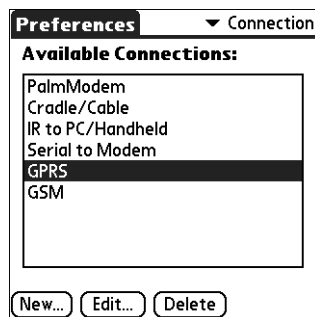 Preferences Connection
Available Connections:
PalmModem
Cradle/Cable
IR to PC/Handheld
Serial to Modem
GPRS
GSM
New... Edit... Delete